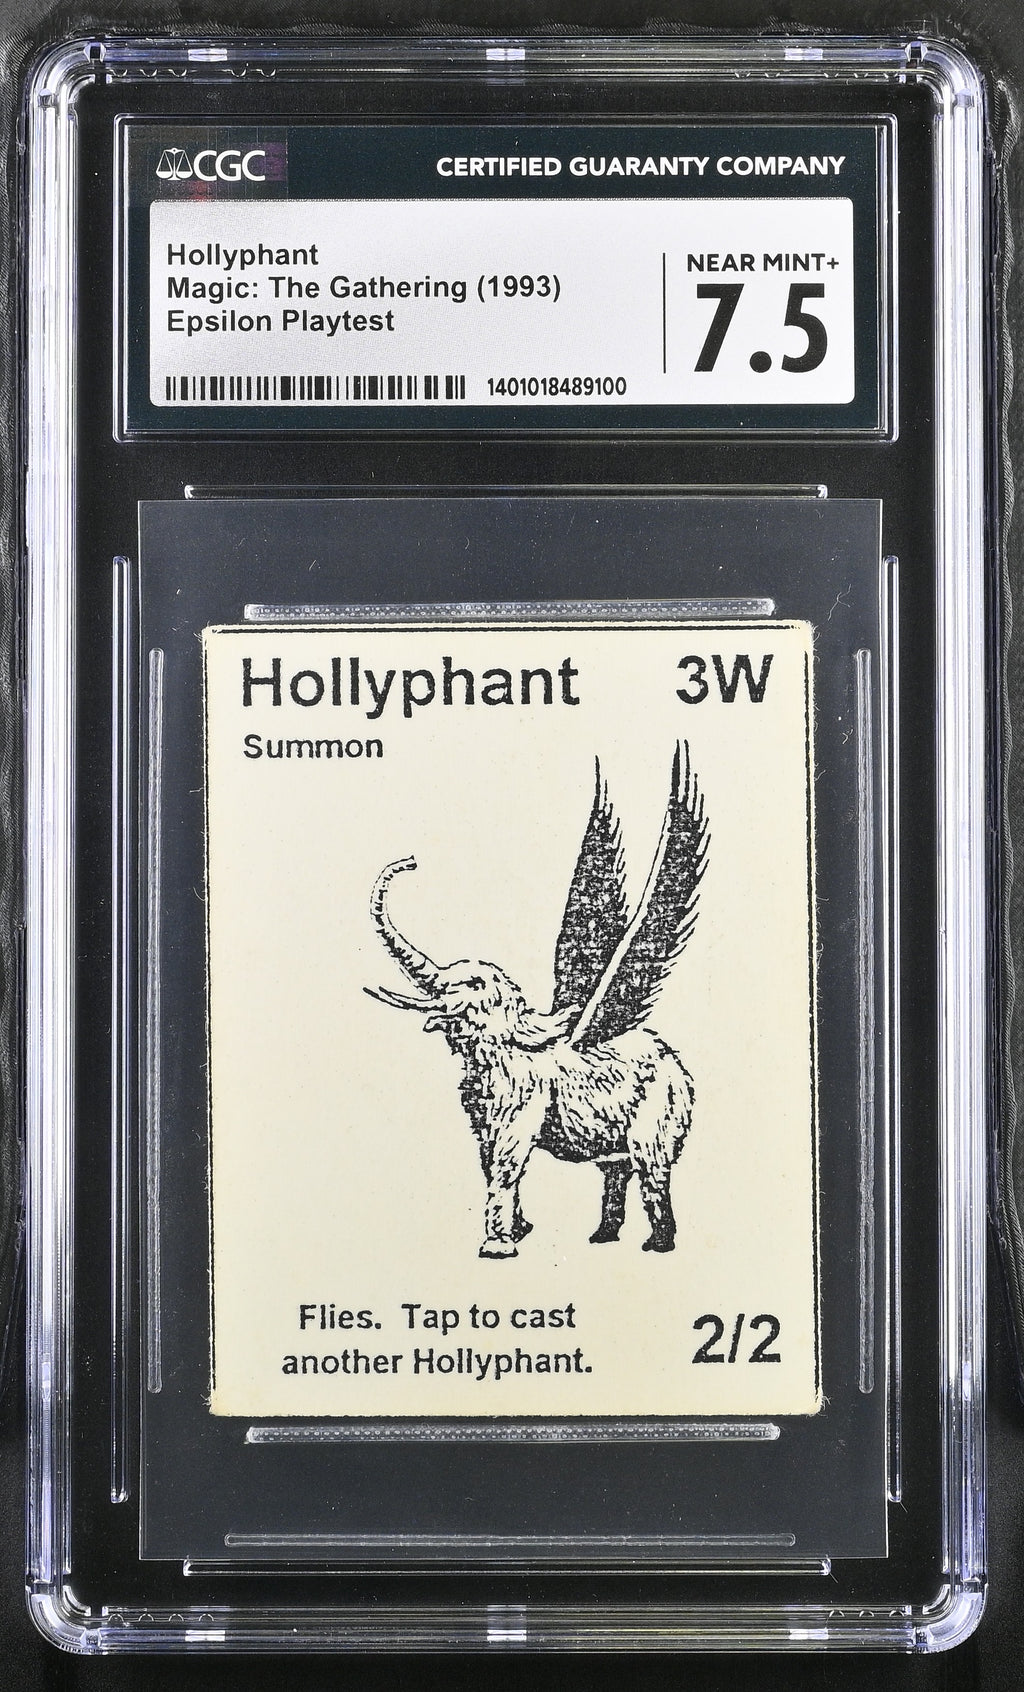 CGC
CERTIFIED GUARANTY COMPANY
Hollyphant
Magic: The Gathering (1993)
Epsilon Playtest
NEAR MINT+
7.5
1401018489100
Hollyphant 3W
Summon
Flies. Tap to cast
another Hollyphant.
2/2